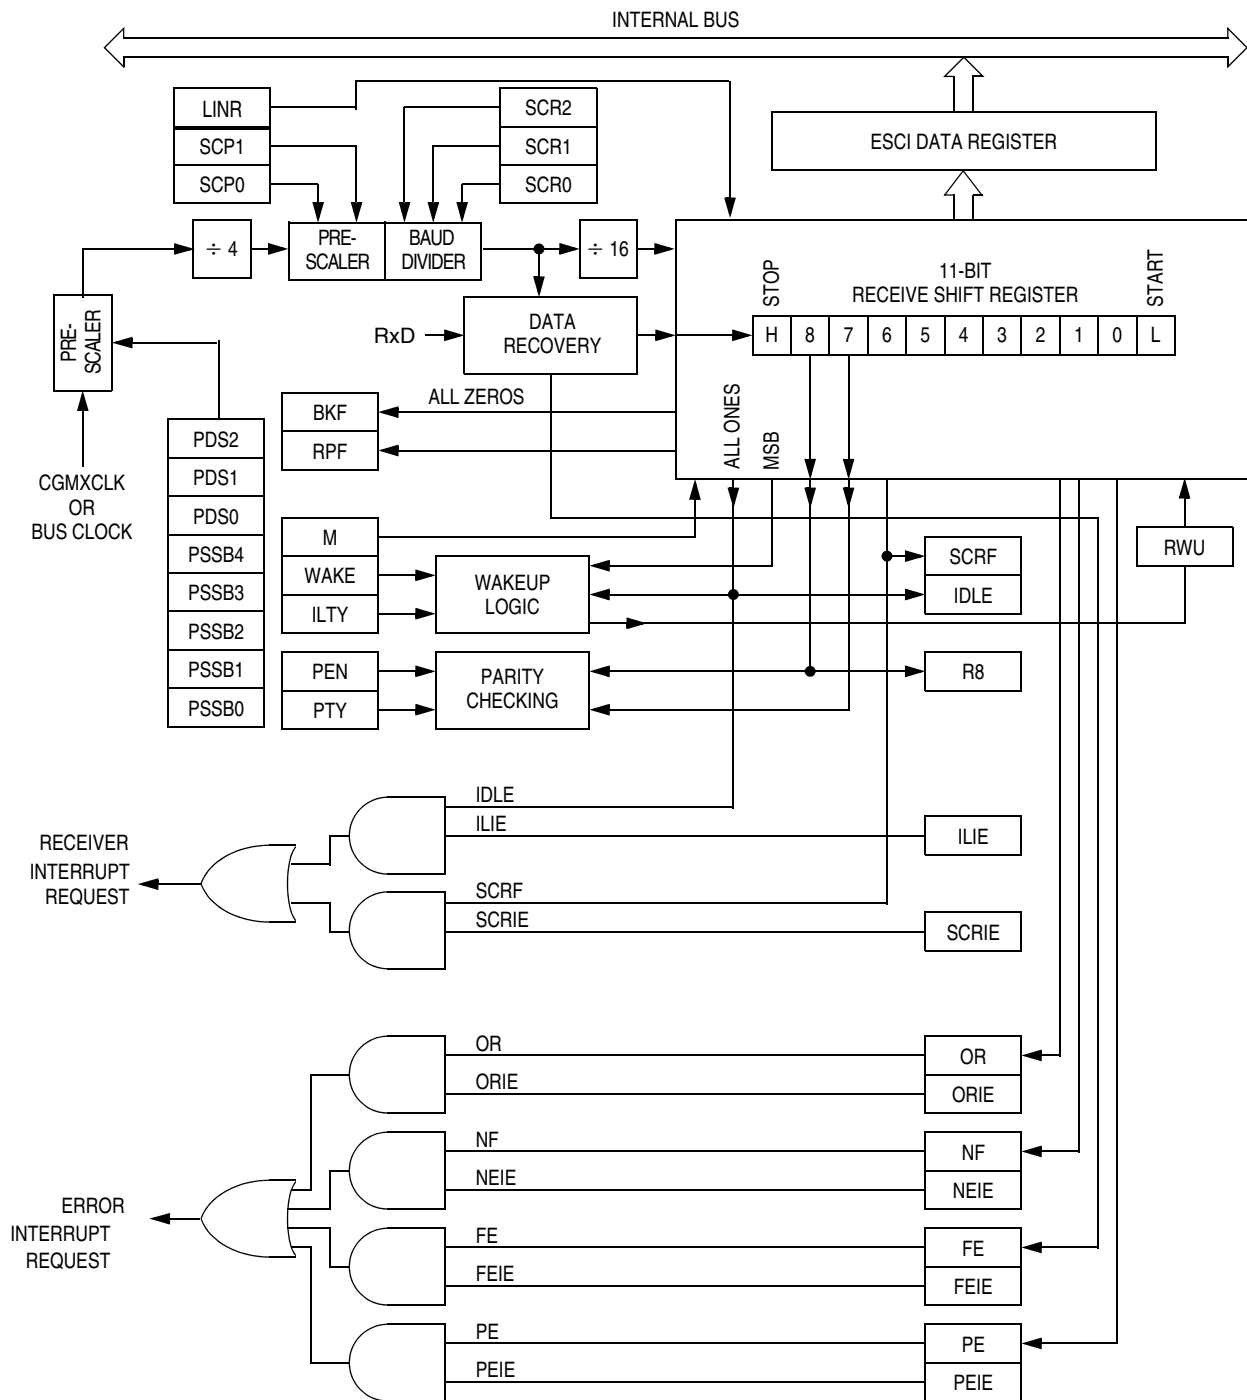 INTERNAL BUS
LINR
SCP1
SCP0
SCR2
SCR1
SCR0
ESCI DATA REGISTER
÷ 4
PRE-
SCALER
BAUD
DIVIDER
÷ 16
PRE-
SCALER
RxD
DATA
RECOVERY
STOP
11-BIT
RECEIVE SHIFT REGISTER
START
H 8 7 6 5 4 3 2 1 0 L
ALL ZEROS
ALL ONES
MSB
BKF
RPF
CGMXCLK
OR
BUS CLOCK
PDS2
PDS1
PDS0
PSSB4
PSSB3
PSSB2
PSSB1
PSSB0
M
WAKE
ILTY
WAKEUP
LOGIC
SCRF
IDLE
RWU
PEN
PTY
PARITY
CHECKING
R8
RECEIVER
INTERRUPT
REQUEST
IDLE
ILIE
ILIE
SCRF
SCRIE
SCRIE
ERROR
INTERRUPT
REQUEST
OR
ORIE
OR
ORIE
NF
NEIE
NF
NEIE
FE
FEIE
FE
FEIE
PE
PEIE
PE
PEIE